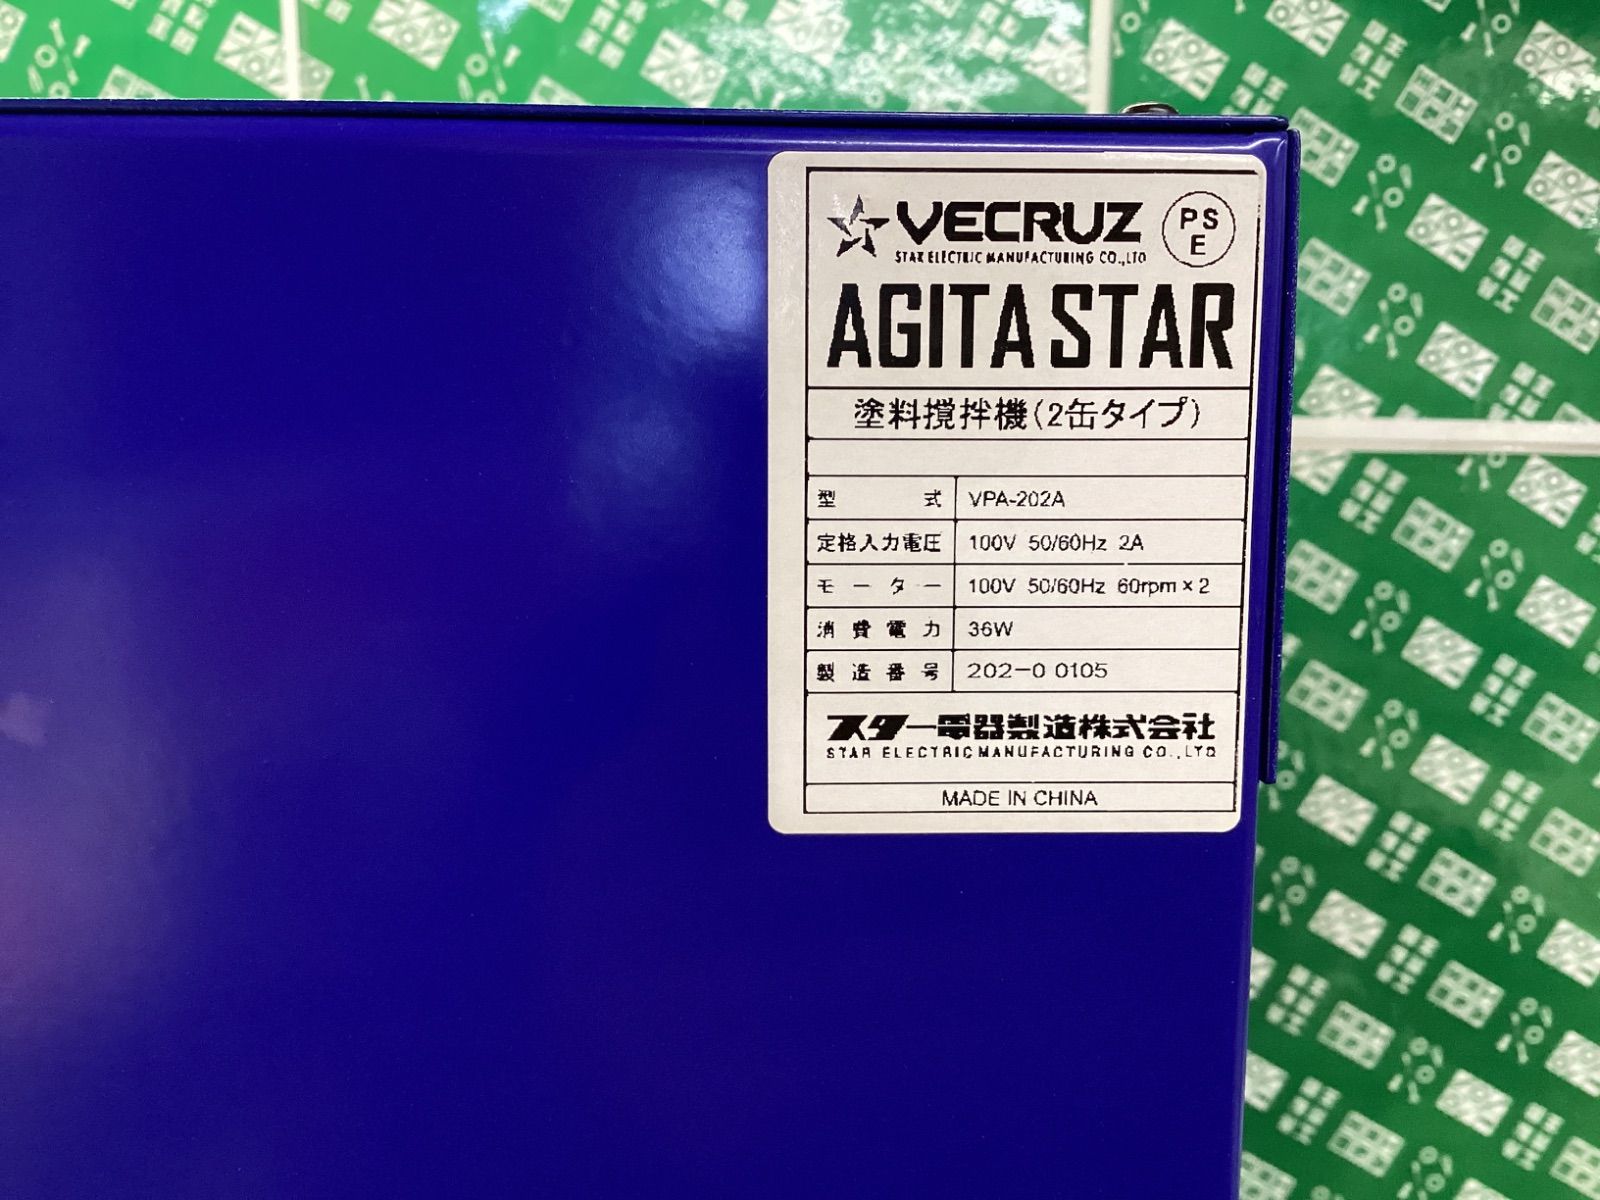 VECRUZ
STAR ELECTRIC MANUFACTURING CO.,LTD
PS
E
AGITA STAR
塗料撹拌機(2缶タイプ)
型式 VPA-202A
定格入力電圧 100V 50/60Hz 2A
モーター 100V 50/60Hz 60rpm×2
消費電力 36W
製造番号 202-0 0105
スター電器製造株式会社
STAR ELECTRIC MANUFACTURING CO.,LTD
MADE IN CHINA